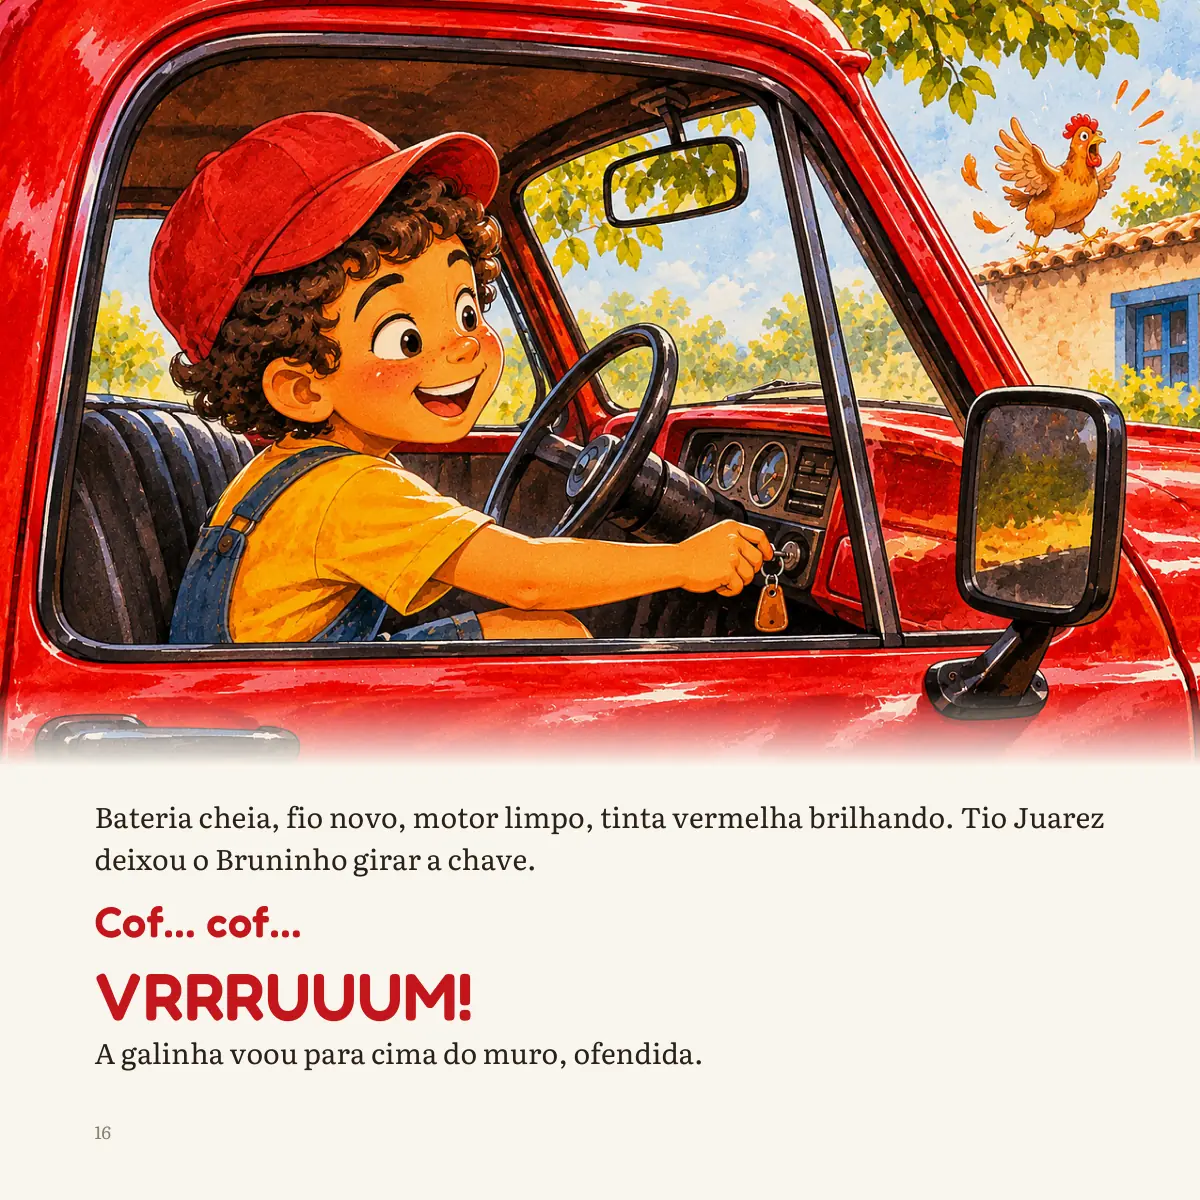 Bateria cheia, fio novo, motor limpo, tinta vermelha brilhando. Tio Juarez
deixou o Bruninho girar a chave.
Cof... cof...
VRRRUUUM!
A galinha voou para cima do muro, ofendida.
16